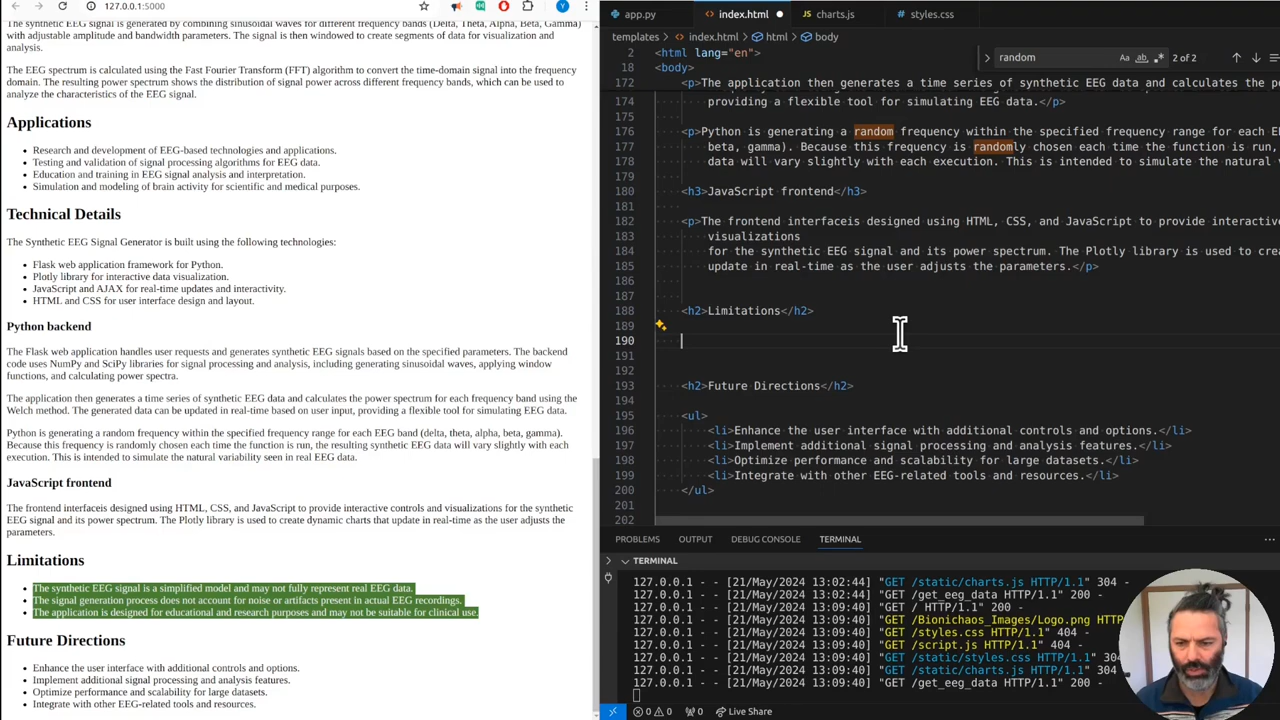 127.0.0.1:5000
The synthetic EEG signal is generated by combining sinusoidal waves for different frequency bands (Delta, Theta, Alpha, Beta, Gamma)
with adjustable amplitude and bandwidth parameters. The signal is then windowed to create segments of data for visualization and
analysis.
The EEG spectrum is calculated using the Fast Fourier Transform (FFT) algorithm to convert the time-domain signal into the frequency
domain. The resulting power spectrum shows the distribution of signal power across different frequency bands, which can be used to
analyze the characteristics of the EEG signal.
Applications
Research and development of EEG-based technologies and applications.
Testing and validation of signal processing algorithms for EEG data.
Education and training in EEG signal analysis and interpretation.
Simulation and modeling of brain activity for scientific and medical purposes.
Technical Details
The Synthetic EEG Signal Generator is built using the following technologies:
Flask web application framework for Python.
Plotly library for interactive data visualization.
JavaScript and AJAX for real-time updates and interactivity.
HTML and CSS for user interface design and layout.
Python backend
The Flask web application handles user requests and generates synthetic EEG signals based on the specified parameters. The backend
code uses NumPy and SciPy libraries for signal processing and analysis, including generating sinusoidal waves, applying window
functions, and calculating power spectra.
The application then generates a time series of synthetic EEG data and calculates the power spectrum for each frequency band using the
Welch method. The generated data can be updated in real-time based on user input, providing a flexible tool for simulating EEG data.
Python is generating a random frequency within the specified frequency range for each EEG band (delta, theta, alpha, beta, gamma).
Because this frequency is randomly chosen each time the function is run, the resulting synthetic EEG data will vary slightly with each
execution. This is intended to simulate the natural variability seen in real EEG data.
JavaScript frontend
The frontend interfaceis designed using HTML, CSS, and JavaScript to provide interactive controls and visualizations for the synthetic
EEG signal and its power spectrum. The Plotly library is used to create dynamic charts that update in real-time as the user adjusts the
parameters.
Limitations
The synthetic EEG signal is a simplified model and may not fully represent real EEG data.
The signal generation process does not account for noise or artifacts present in actual EEG recordings.
The application is designed for educational and research purposes and may not be suitable for clinical use.
Future Directions
Enhance the user interface with additional controls and options.
Implement additional signal processing and analysis features.
Optimize performance and scalability for large datasets.
Integrate with other EEG-related tools and resources.
app.py index.html charts.js styles.css
templates > index.html > html > body
random Aa ab 2 of 2
2 <html lang="en">
18 <body>
172 <p>The application then generates a time series of synthetic EEG data and calculates the po
174 providing a flexible tool for simulating EEG data.</p>
175
176 <p>Python is generating a random frequency within the specified frequency range for each E
177 beta, gamma). Because this frequency is randomly chosen each time the function is run,
178 data will vary slightly with each execution. This is intended to simulate the natural v
179
180 <h3>JavaScript frontend</h3>
181
182 <p>The frontend interfaceis designed using HTML, CSS, and JavaScript to provide interactive
183 visualizations
184 for the synthetic EEG signal and its power spectrum. The Plotly library is used to crea
185 update in real-time as the user adjusts the parameters.</p>
186
187
188 <h2>Limitations</h2>
189
190
191
192
193 <h2>Future Directions</h2>
194
195 <ul>
196 <li>Enhance the user interface with additional controls and options.</li>
197 <li>Implement additional signal processing and analysis features.</li>
198 <li>Optimize performance and scalability for large datasets.</li>
199 <li>Integrate with other EEG-related tools and resources.</li>
200 </ul>
201
202
PROBLEMS OUTPUT DEBUG CONSOLE TERMINAL
TERMINAL
127.0.0.1 - - [21/May/2024 13:02:44] "GET /static/charts.js HTTP/1.1" 304 -
127.0.0.1 - - [21/May/2024 13:02:44] "GET /get_eeg_data HTTP/1.1" 200 -
127.0.0.1 - - [21/May/2024 13:09:40] "GET / HTTP/1.1" 200 -
127.0.0.1 - - [21/May/2024 13:09:40] "GET /Bionichaos_Images/Logo.png HTTP
127.0.0.1 - - [21/May/2024 13:09:40] "GET /styles.css HTTP/1.1" 404 -
127.0.0.1 - - [21/May/2024 13:09:40] "GET /script.js HTTP/1.1" 404 -
127.0.0.1 - - [21/May/2024 13:09:40] "GET /static/styles.css HTTP/1.1" 304
127.0.0.1 - - [21/May/2024 13:09:40] "GET /static/charts.js HTTP/1.1" 304
127.0.0.1 - - [21/May/2024 13:09:40] "GET /get_eeg_data HTTP/1.1" 200 -
0 0 0 Live Share